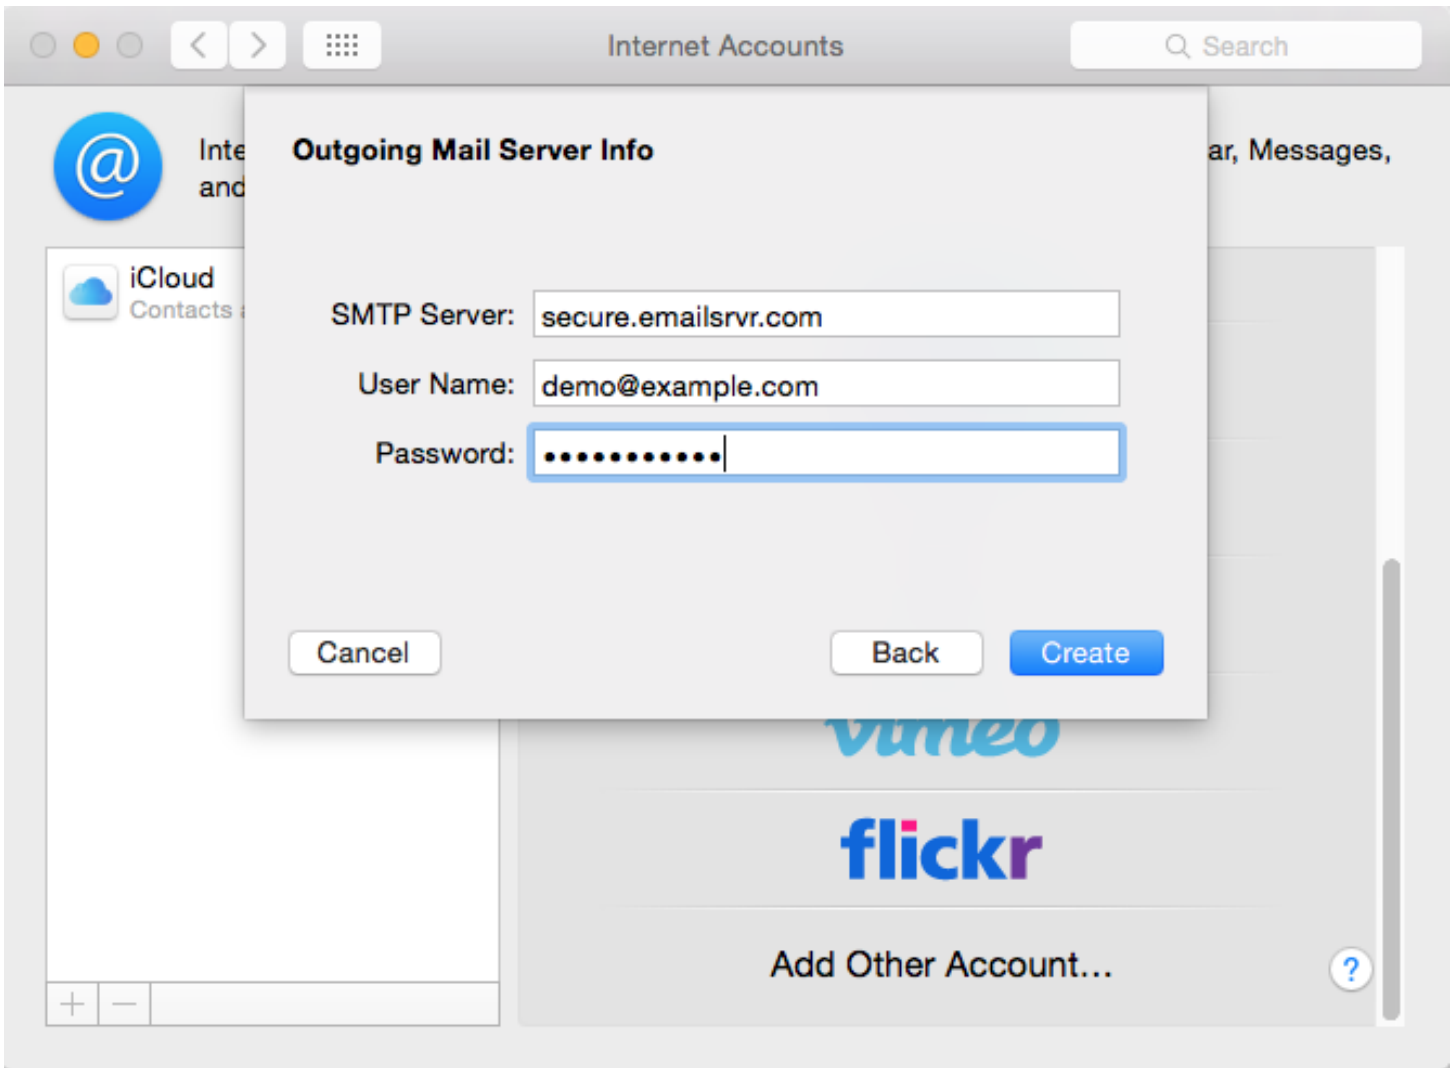 Internet Accounts
Search
Outgoing Mail Server Info
ar, Messages,
and
iCloud
Contacts
SMTP Server: secure.emailsrvr.com
User Name: demo@example.com
Password: •••••••••••
Cancel
Back
Create
vimeo
flickr
Add Other Account...
?